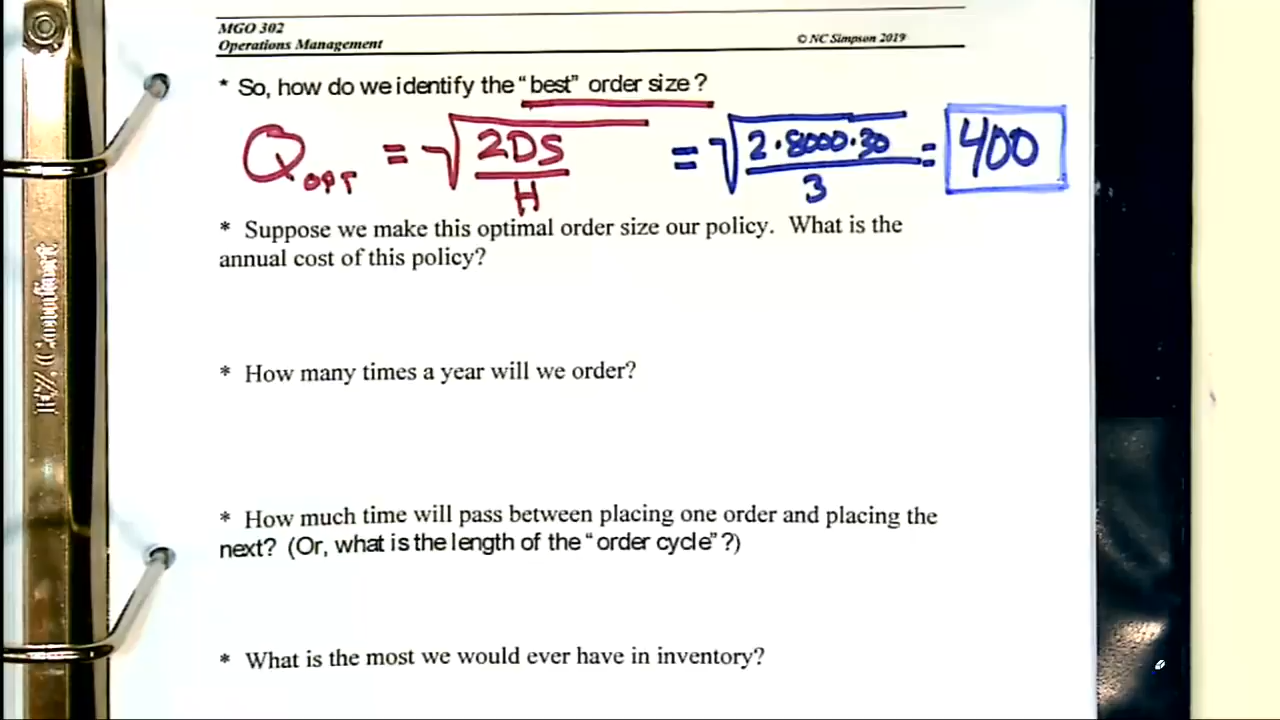 MGO 302
Operations Management
© NC Simpson 2019
* So, how do we identify the "best" order size?
Q_OPT = √(2DS/H) = √(2·8000·30/3) = 400
* Suppose we make this optimal order size our policy. What is the
annual cost of this policy?
* How many times a year will we order?
* How much time will pass between placing one order and placing the
next? (Or, what is the length of the "order cycle"?)
* What is the most we would ever have in inventory?